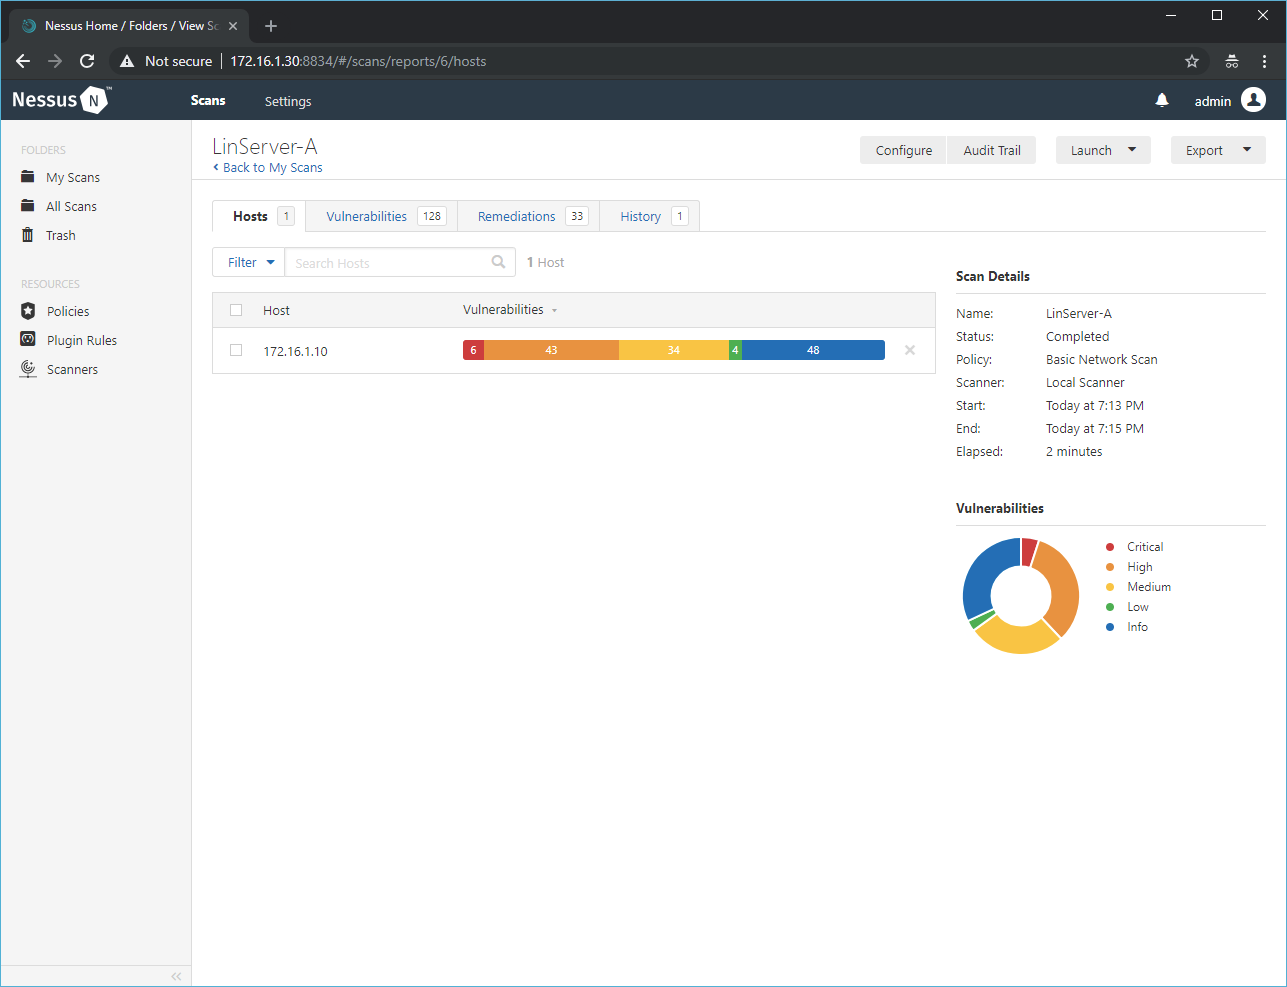 Nessus Home / Folders / View Sc
Not secure 172.16.1.30:8834/#/scans/reports/6/hosts
Nessus N ™ Scans Settings admin
FOLDERS
My Scans
All Scans
Trash
RESOURCES
Policies
Plugin Rules
Scanners
LinServer-A
Back to My Scans
Configure Audit Trail Launch Export
Hosts 1 Vulnerabilities 128 Remediations 33 History 1
Filter Search Hosts 1 Host
Host Vulnerabilities
172.16.1.10 6 43 34 4 48
Scan Details
Name: LinServer-A
Status: Completed
Policy: Basic Network Scan
Scanner: Local Scanner
Start: Today at 7:13 PM
End: Today at 7:15 PM
Elapsed: 2 minutes
Vulnerabilities
Critical
High
Medium
Low
Info